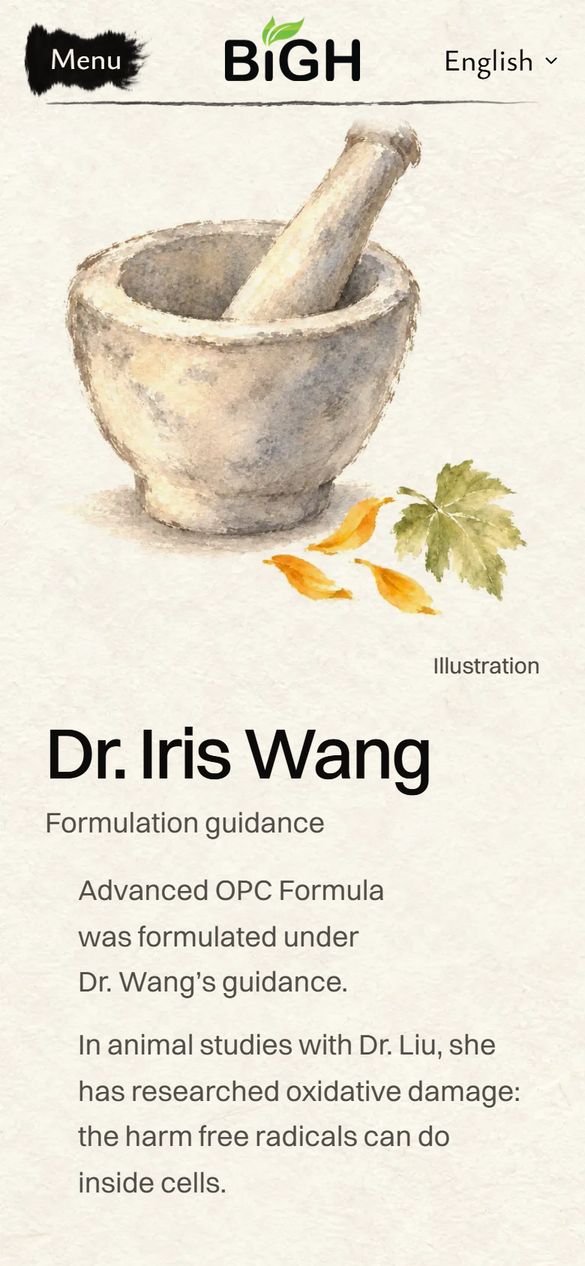 Menu
BiGH
English
Illustration
Dr. Iris Wang
Formulation guidance
Advanced OPC Formula
was formulated under
Dr. Wang’s guidance.
In animal studies with Dr. Liu, she
has researched oxidative damage:
the harm free radicals can do
inside cells.